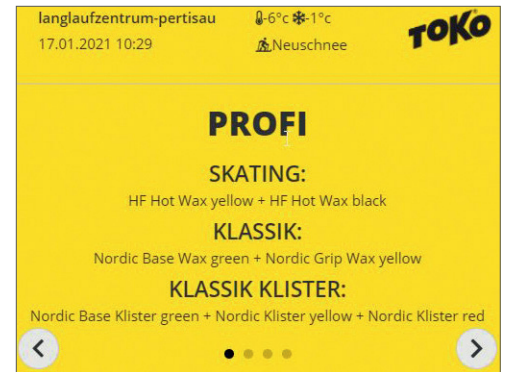 langlaufzentrum-pertisau
-6°c -1°c
TOKO
17.01.2021 10:29
Neuschnee
PROFI
SKATING:
HF Hot Wax yellow + HF Hot Wax black
KLASSIK:
Nordic Base Wax green + Nordic Grip Wax yellow
KLASSIK KLISTER:
Nordic Base Klister green + Nordic Klister yellow + Nordic Klister red